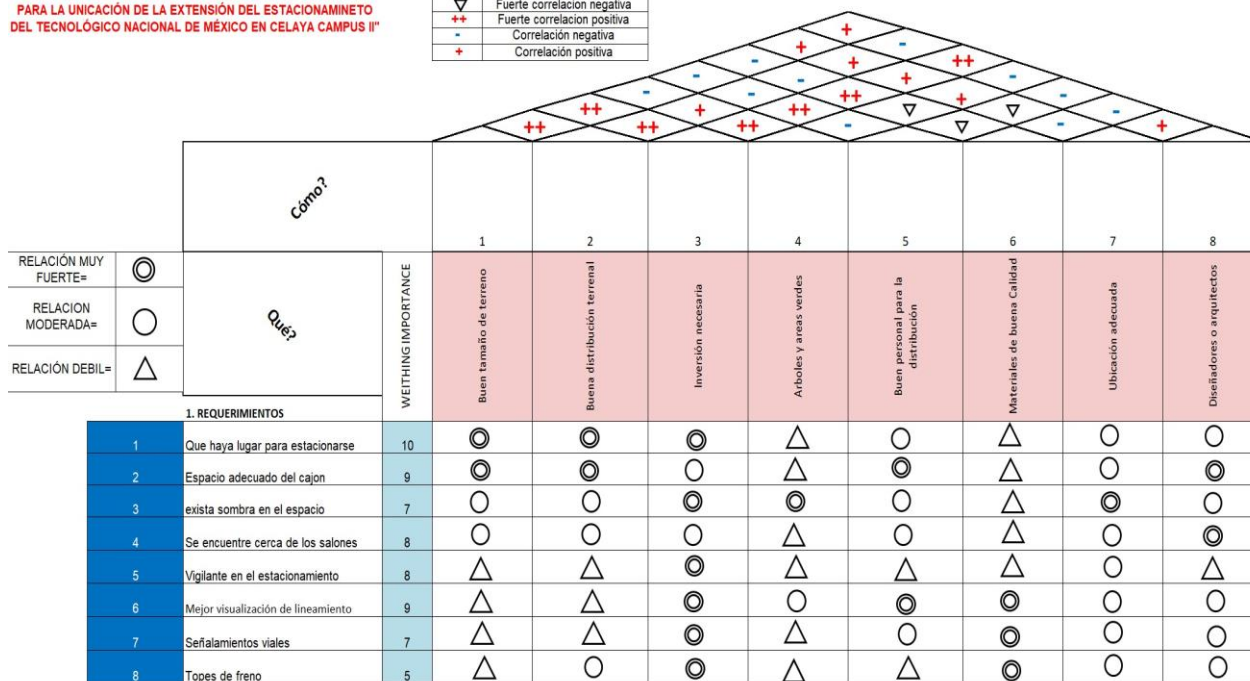 PARA LA UNICACIÓN DE LA EXTENSIÓN DEL ESTACIONAMINETO
DEL TECNOLÓGICO NACIONAL DE MÉXICO EN CELAYA CAMPUS II"
▽ Fuerte correlacion negativa
++ Fuerte correlacion positiva
- Correlación negativa
+ Correlación positiva
+
+ -
- + ++
- - + -
- - ++ + -
++ + ++ ▽ ▽ -
++ ++ ++ - ▽ - +
Cómo?
1 2 3 4 5 6 7 8
RELACIÓN MUY
FUERTE= ◎
RELACION
MODERADA= ○
RELACIÓN DEBIL= △
Qué?
WEITHING IMPORTANCE
Buen tamaño de terreno
Buena distribución terrenal
Inversión necesaria
Arboles y areas verdes
Buen personal para la
distribución
Materiales de buena Calidad
Ubicación adecuada
Diseñadores o arquitectos
1. REQUERIMIENTOS
1 Que haya lugar para estacionarse 10 ◎ ◎ ◎ △ ○ △ ○ ○
2 Espacio adecuado del cajon 9 ◎ ◎ ○ △ ◎ △ ○ ◎
3 exista sombra en el espacio 7 ○ ○ ◎ ◎ ○ △ ◎ ○
4 Se encuentre cerca de los salones 8 ○ ○ ○ △ ○ △ ○ ◎
5 Vigilante en el estacionamiento 8 △ △ ◎ △ △ △ ○ △
6 Mejor visualización de lineamiento 9 △ △ ◎ ○ ◎ ◎ ○ ○
7 Señalamientos viales 7 △ △ ◎ △ ○ ◎ ○ ○
8 Topes de freno 5 △ ○ ◎ △ △ ◎ ○ ○